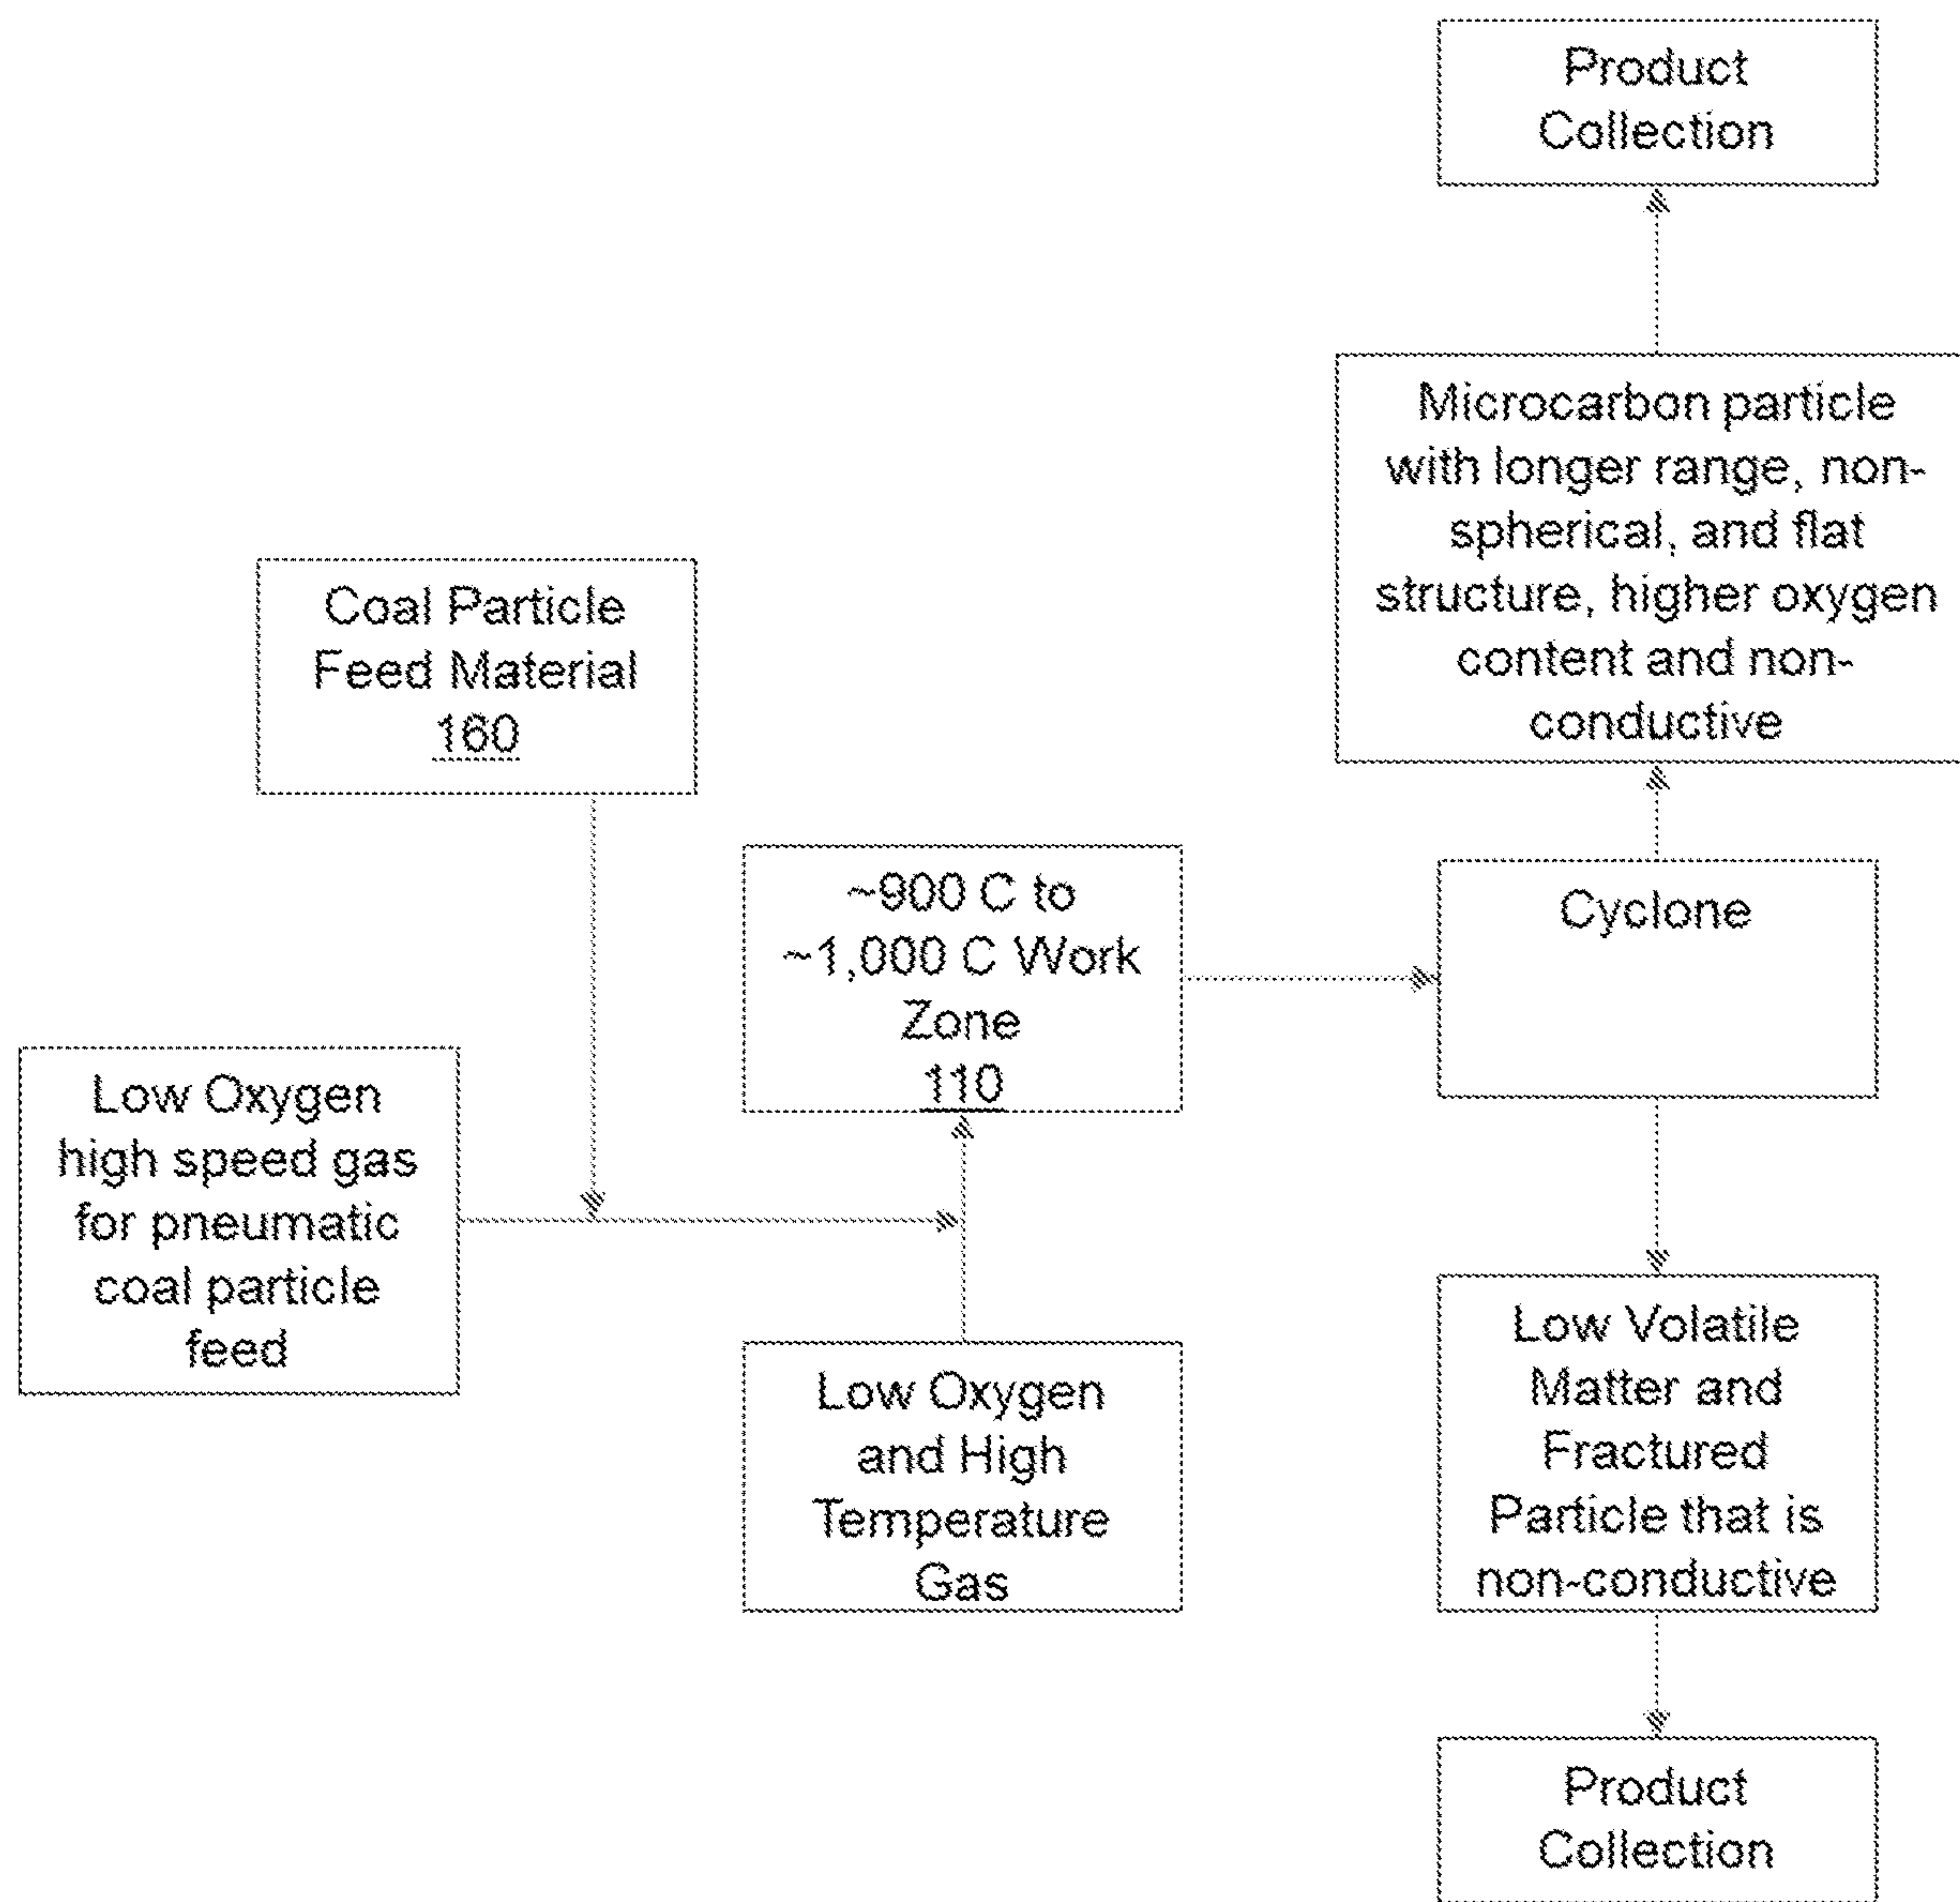 Product
Collection
Microcarbon particle
with longer range, non-
spherical, and flat
structure, higher oxygen
content and non-
conductive
Coal Particle
Feed Material
160
~900 C to
~1,000 C Work
Zone
110
Cyclone
Low Oxygen
high speed gas
for pneumatic
coal particle
feed
Low Oxygen
and High
Temperature
Gas
Low Volatile
Matter and
Fractured
Particle that is
non-conductive
Product
Collection